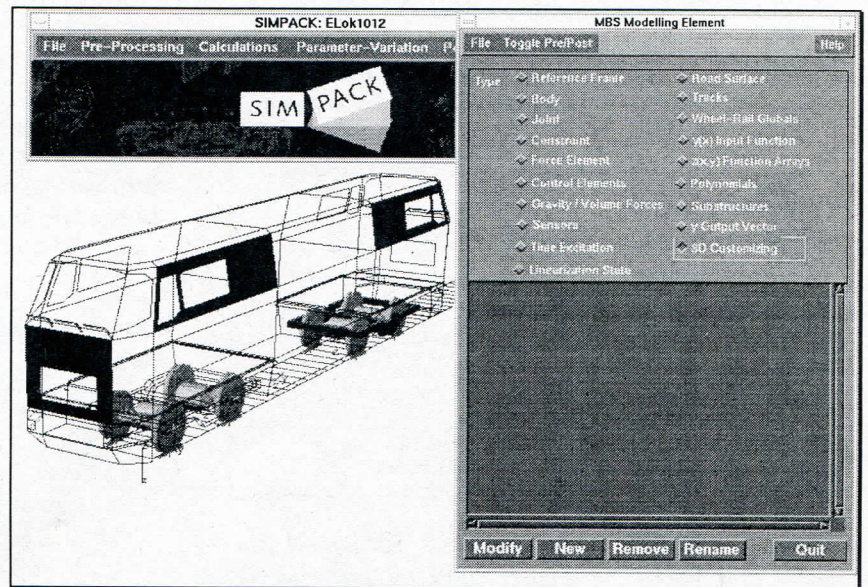 SIMPACK: ELok1012
File Pre-Processing Calculations Parameter-Variation
SIM PACK
MBS Modelling Element
File Toggle Pre/Post Help
Type
Reference Frame
Body
Joint
Constraint
Force Element
Control Elements
Gravity / Volume Forces
Sensors
Time Excitation
Linearization State
Road Surface
Tracks
Wheel-Rail Globals
y(x) Input Function
z(x,y) Function Arrays
Polynomials
Substructures
y Output Vector
3D Customizing
Modify New Remove Rename Quit